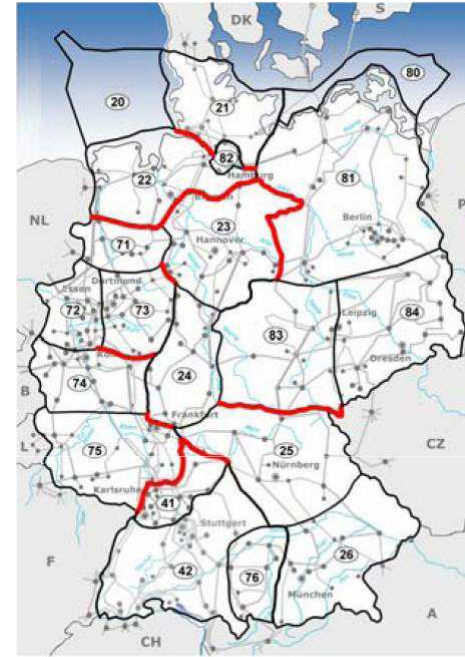 DK
S
20
21
80
82
Hamburg
22
81
NL
23
Berlin
P
71
Hannover
Dortmund
Essen
72
73
83
Leipzig
84
Dresden
74
24
B
Frankfurt
CZ
L
75
25
Nürnberg
Karlsruhe
41
Stuttgart
26
F
42
76
München
A
CH